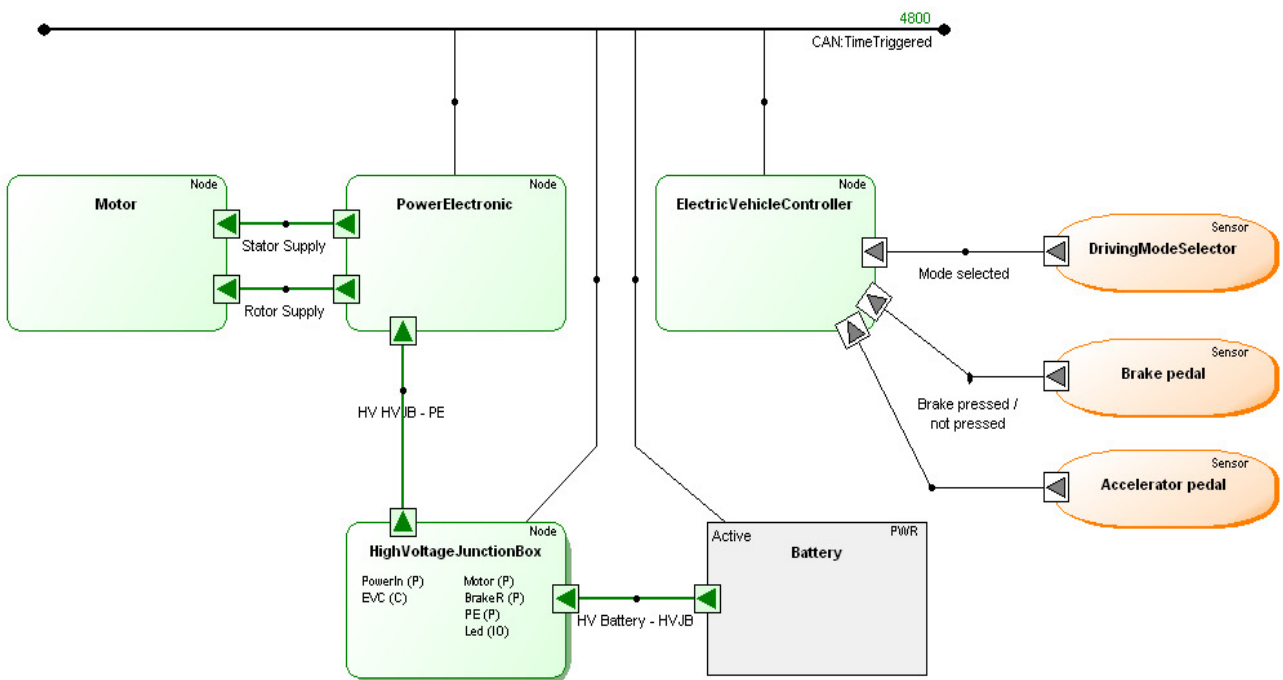 4800
CAN:TimeTriggered
Node
Motor
Node
PowerElectronic
Node
ElectricVehicleController
Sensor
DrivingModeSelector
Stator Supply
Mode selected
Rotor Supply
Sensor
Brake pedal
Brake pressed /
not pressed
HV HVJB - PE
Sensor
Accelerator pedal
Node
HighVoltageJunctionBox
PowerIn (P)
EVC (C)
Motor (P)
BrakeR (P)
PE (P)
Led (IO)
Active
PWR
Battery
HV Battery - HVJB